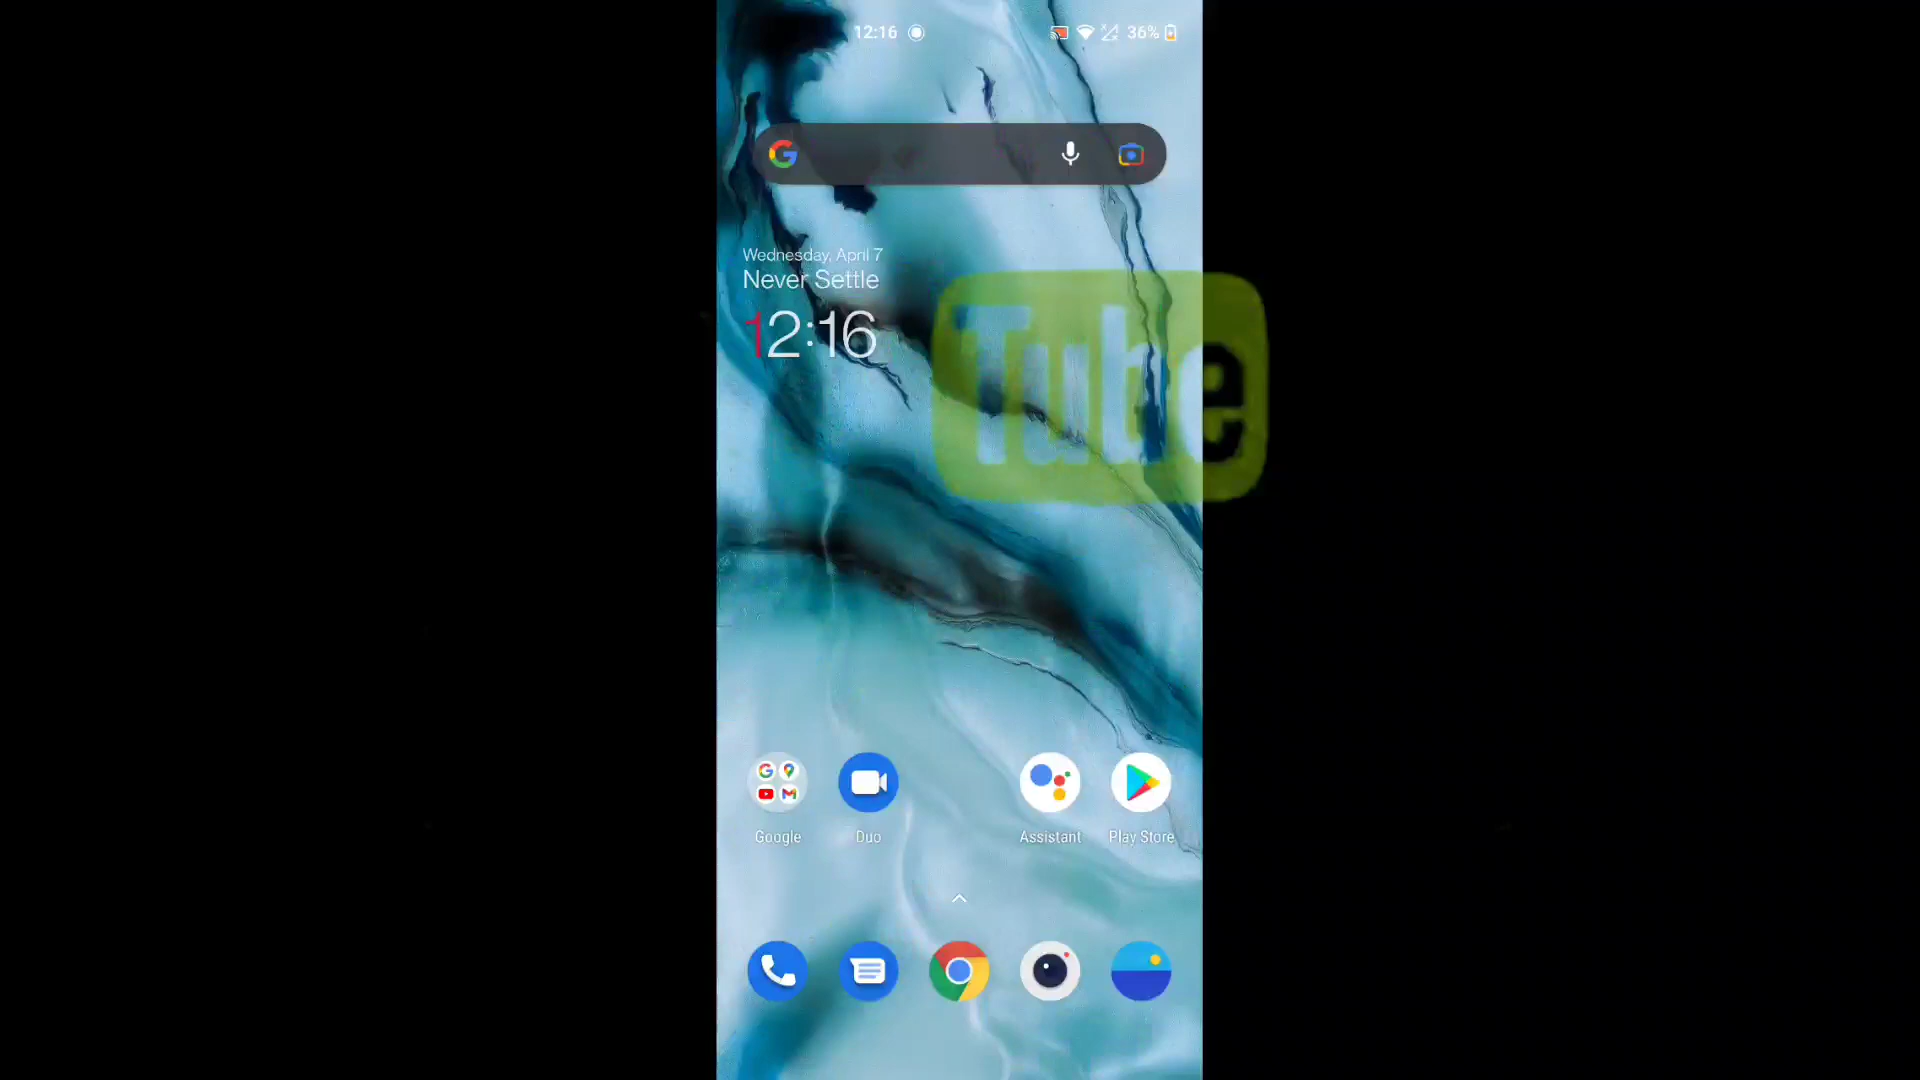 12:16
36%
Wednesday, April 7
Never Settle
12:16
Tube
Google
Duo
Assistant
Play Store